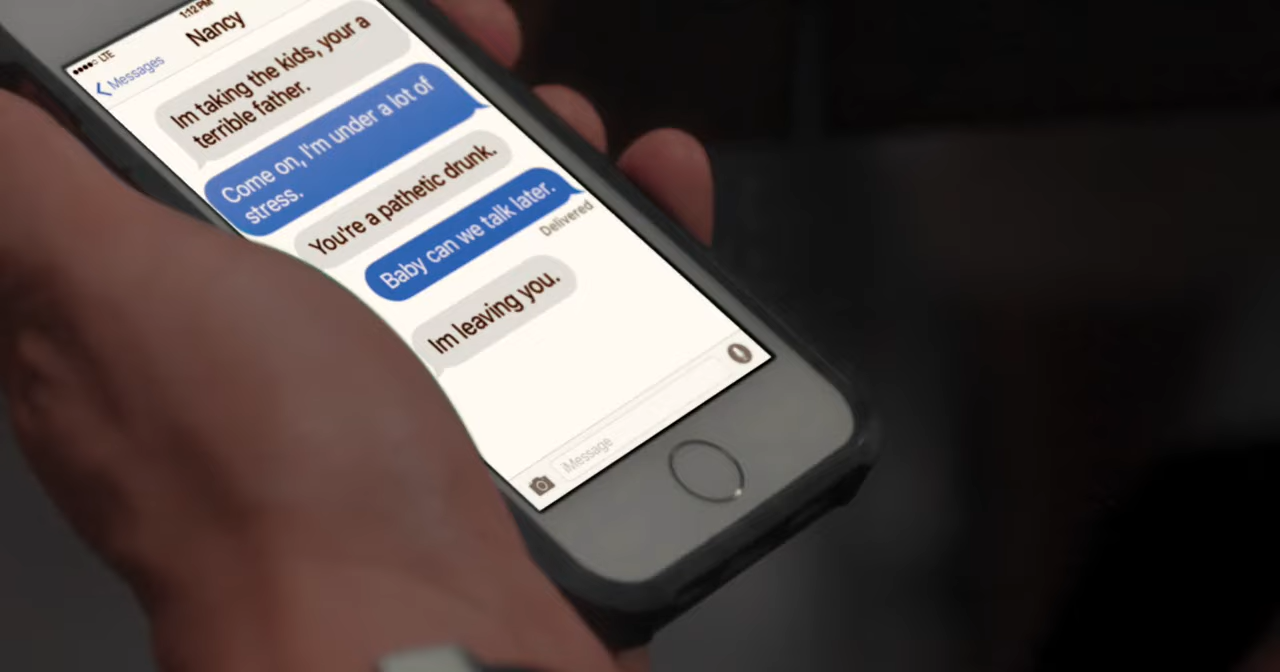 LTE
1:12 PM
Messages
Nancy
Im taking the kids, your a
terrible father.
Come on, I'm under a lot of
stress.
You're a pathetic drunk.
Baby can we talk later.
Delivered
Im leaving you.
iMessage